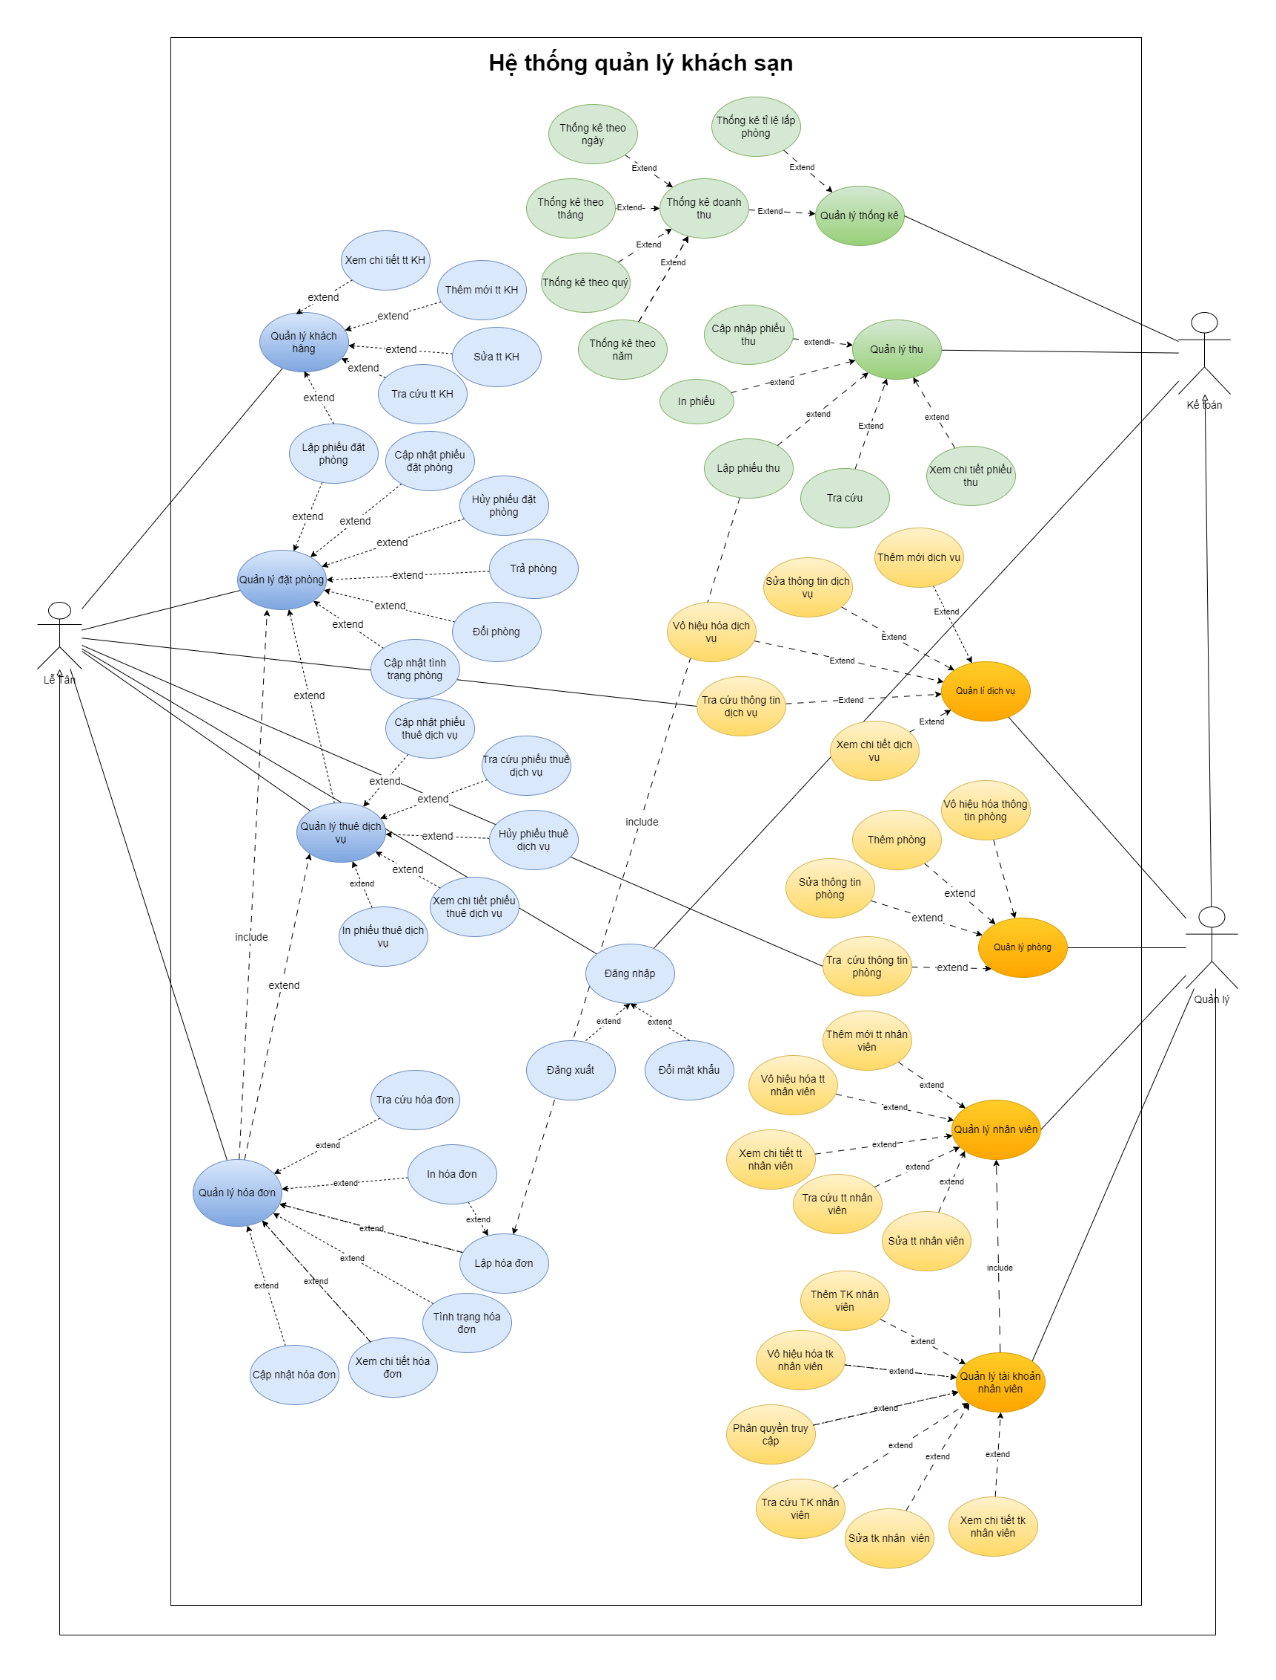 Hệ thống quản lý khách sạn
Thống kê theo
ngày
Thống kê tỉ lệ lấp
phòng
Extend
Extend
Thống kê theo
tháng
Extend
Thống kê doanh
thu
Extend
Quản lý thống kê
Extend
Extend
Thống kê theo quý
Thống kê theo
năm
Xem chi tiết tt KH
extend
Thêm mới tt KH
extend
Quản lý khách
hàng
extend
Sửa tt KH
extend
Tra cứu tt KH
extend
Cập nhập phiếu
thu
extendl
Quản lý thu
extend
In phiếu
extend
Extend
extend
Lập phiếu thu
Tra cứu
Xem chi tiết phiếu
thu
Kế toán
Lập phiếu đặt
phòng
Cập nhật phiếu
đặt phòng
Hủy phiếu đặt
phòng
extend
extend
extend
Quản lý đặt phòng
extend
Trả phòng
extend
Đổi phòng
extend
Cập nhật tình
trạng phòng
Lễ Tân
Thêm mới dịch vụ
Sửa thông tin dịch
vụ
Extend
Vô hiệu hóa dịch
vụ
Extend
Extend
Quản lí dịch vụ
Tra cứu thông tin
dịch vụ
Extend
Extend
Xem chi tiết dịch
vụ
extend
Cập nhật phiếu
thuê dịch vụ
Tra cứu phiếu thuê
dịch vụ
extend
extend
Quản lý thuê dịch
vụ
extend
Hủy phiếu thuê
dịch vụ
extend
extend
Xem chi tiết phiếu
thuê dịch vụ
In phiếu thuê dịch
vụ
include
include
extend
Vô hiệu hóa thông
tin phòng
Thêm phòng
Sửa thông tin
phòng
extend
extend
Quản lý phòng
Tra  cứu thông tin
phòng
extend
Quản lý
Đăng nhập
extend
extend
Đăng xuất
Đổi mật khẩu
Thêm mới tt nhân
viên
Vô hiệu hóa tt
nhân viên
extend
extend
Quản lý nhân viên
Xem chi tiết tt
nhân viên
extend
extend
extend
Tra cứu tt nhân
viên
Sửa tt nhân viên
include
Tra cứu hóa đơn
extend
In hóa đơn
Quản lý hóa đơn
extend
extend
extend
Lập hóa đơn
extend
extend
extend
Tình trạng hóa
đơn
Xem chi tiết hóa
đơn
Cập nhật hóa đơn
Thêm TK nhân
viên
extend
Vô hiệu hóa tk
nhân viên
extend
Quản lý tài khoản
nhân viên
Phân quyền truy
cập
extend
extend
extend
extend
Tra cứu TK nhân
viên
Sửa tk nhân  viên
Xem chi tiết tk
nhân viên